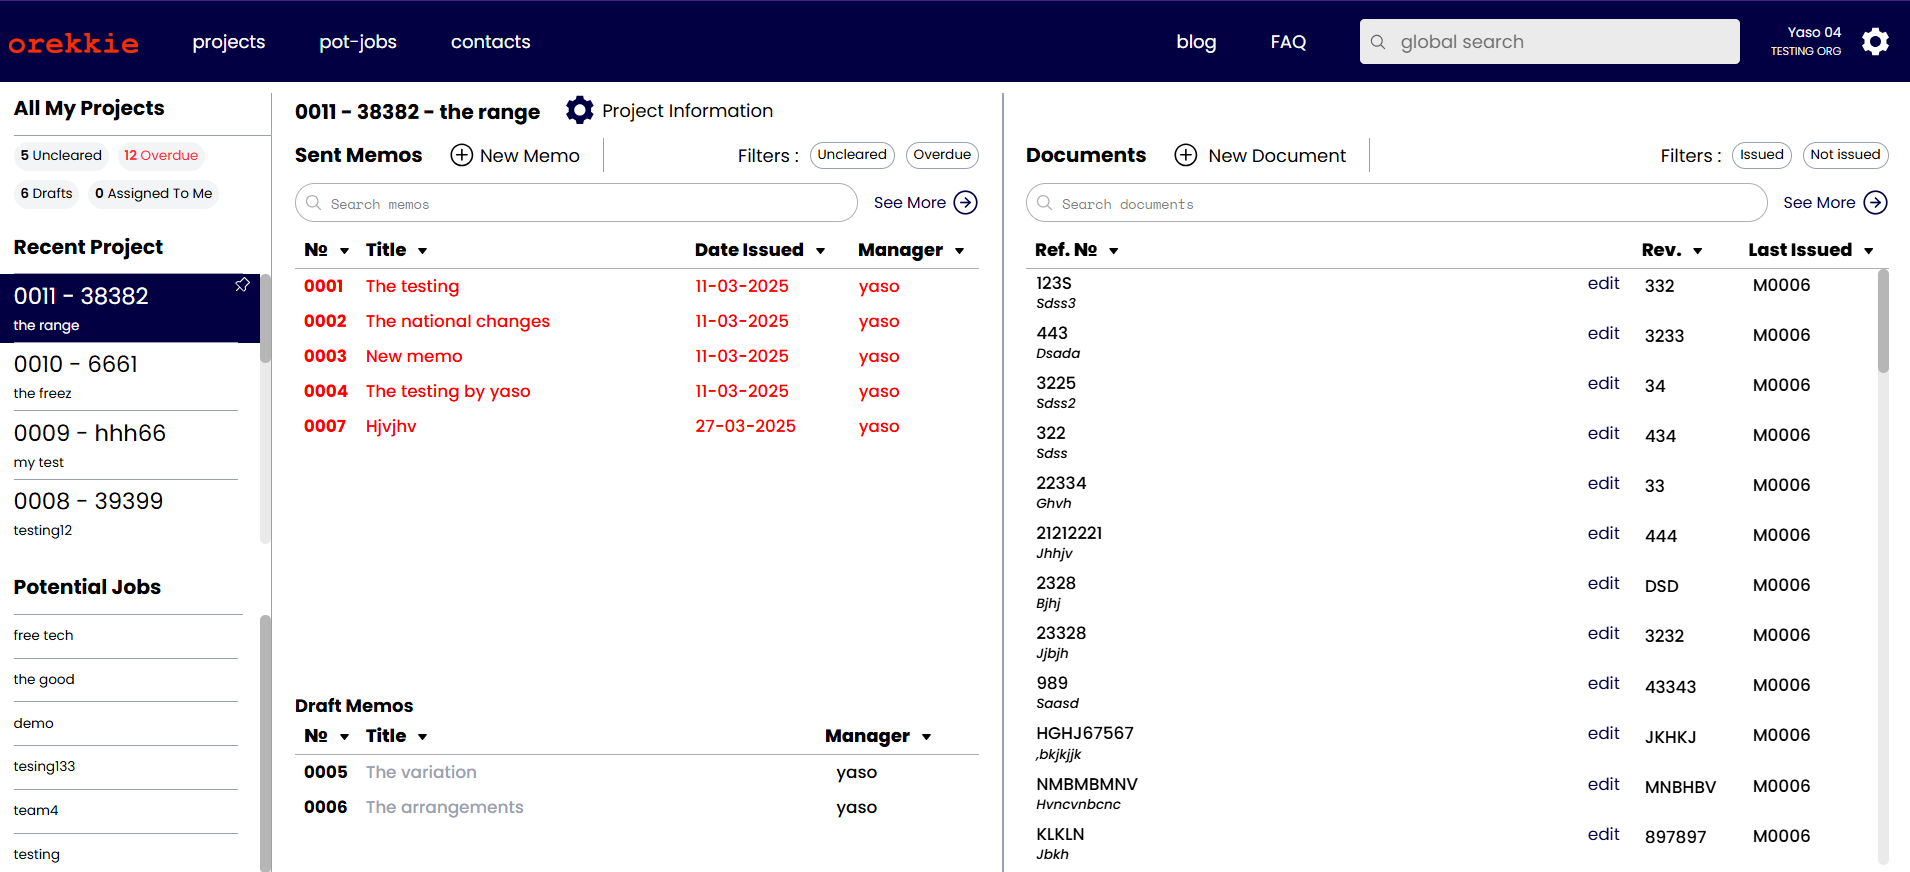 orekkie projects pot-jobs contacts blog FAQ global search Yaso 04
TESTING ORG
All My Projects
5 Uncleared 12 Overdue
6 Drafts 0 Assigned To Me
Recent Project
0011 - 38382
the range
0010 - 6661
the freez
0009 - hhh66
my test
0008 - 39399
testing12
Potential Jobs
free tech
the good
demo
tesing133
team4
testing
0011 - 38382 - the range Project Information
Sent Memos New Memo Filters : Uncleared Overdue
Search memos See More
№ Title Date Issued Manager
0001 The testing 11-03-2025 yaso
0002 The national changes 11-03-2025 yaso
0003 New memo 11-03-2025 yaso
0004 The testing by yaso 11-03-2025 yaso
0007 Hjvjhv 27-03-2025 yaso
Draft Memos
№ Title Manager
0005 The variation yaso
0006 The arrangements yaso
Documents New Document Filters : Issued Not issued
Search documents See More
Ref. № Rev. Last Issued
123S edit 332 M0006
Sdss3
443 edit 3233 M0006
Dsada
3225 edit 34 M0006
Sdss2
322 edit 434 M0006
Sdss
22334 edit 33 M0006
Ghvh
21212221 edit 444 M0006
Jhhjv
2328 edit DSD M0006
Bjhj
23328 edit 3232 M0006
Jjbjh
989 edit 43343 M0006
Saasd
HGHJ67567 edit JKHKJ M0006
,bkjkjjk
NMBMBMNV edit MNBHBV M0006
Hvncvnbcnc
KLKLN edit 897897 M0006
Jbkh